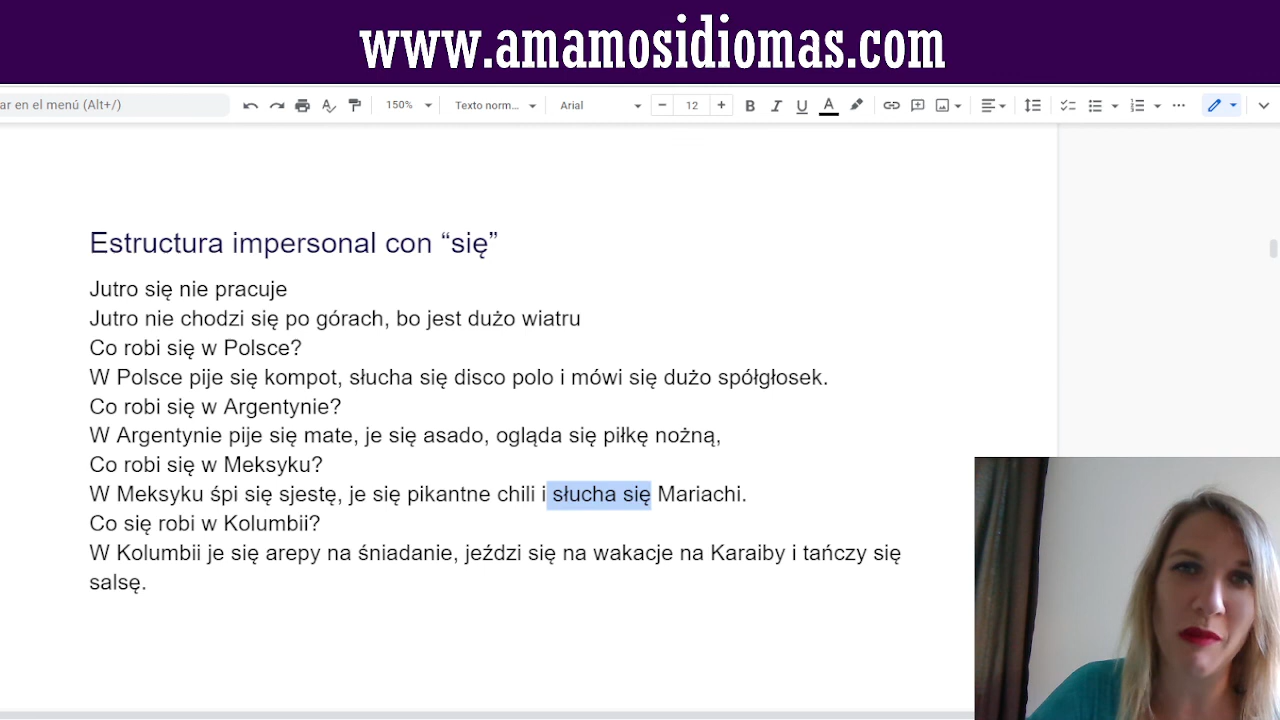 www.amamosidiomas.com
ar en el menú (Alt+/)
150%
Texto norm...
Arial
12
B I U A
Estructura impersonal con “się”
Jutro się nie pracuje
Jutro nie chodzi się po górach, bo jest dużo wiatru
Co robi się w Polsce?
W Polsce pije się kompot, słucha się disco polo i mówi się dużo spółgłosek.
Co robi się w Argentynie?
W Argentynie pije się mate, je się asado, ogląda się piłkę nożną,
Co robi się w Meksyku?
W Meksyku śpi się sjestę, je się pikantne chili i słucha się Mariachi.
Co się robi w Kolumbii?
W Kolumbii je się arepy na śniadanie, jeździ się na wakacje na Karaiby i tańczy się
salsę.